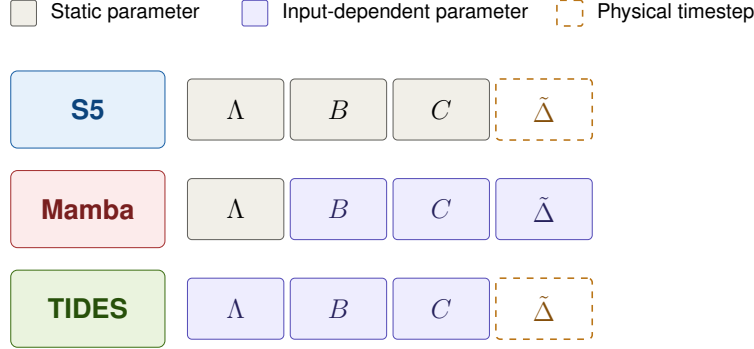 Static parameter Input-dependent parameter Physical timestep
S5 Λ B C Δ̃
Mamba Λ B C Δ̃
TIDES Λ B C Δ̃